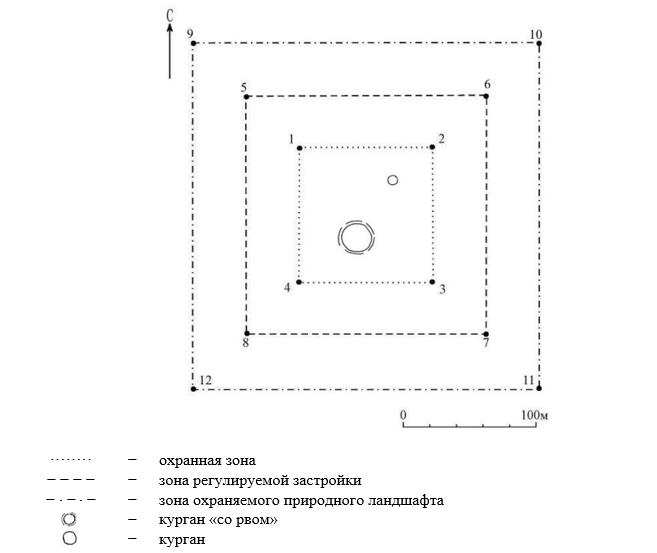 С
9 10
5 6
1 2
4 3
8 7
12 11
0 100м
– охранная зона
– зона регулируемой застройки
– зона охраняемого природного ландшафта
– курган «со рвом»
– курган